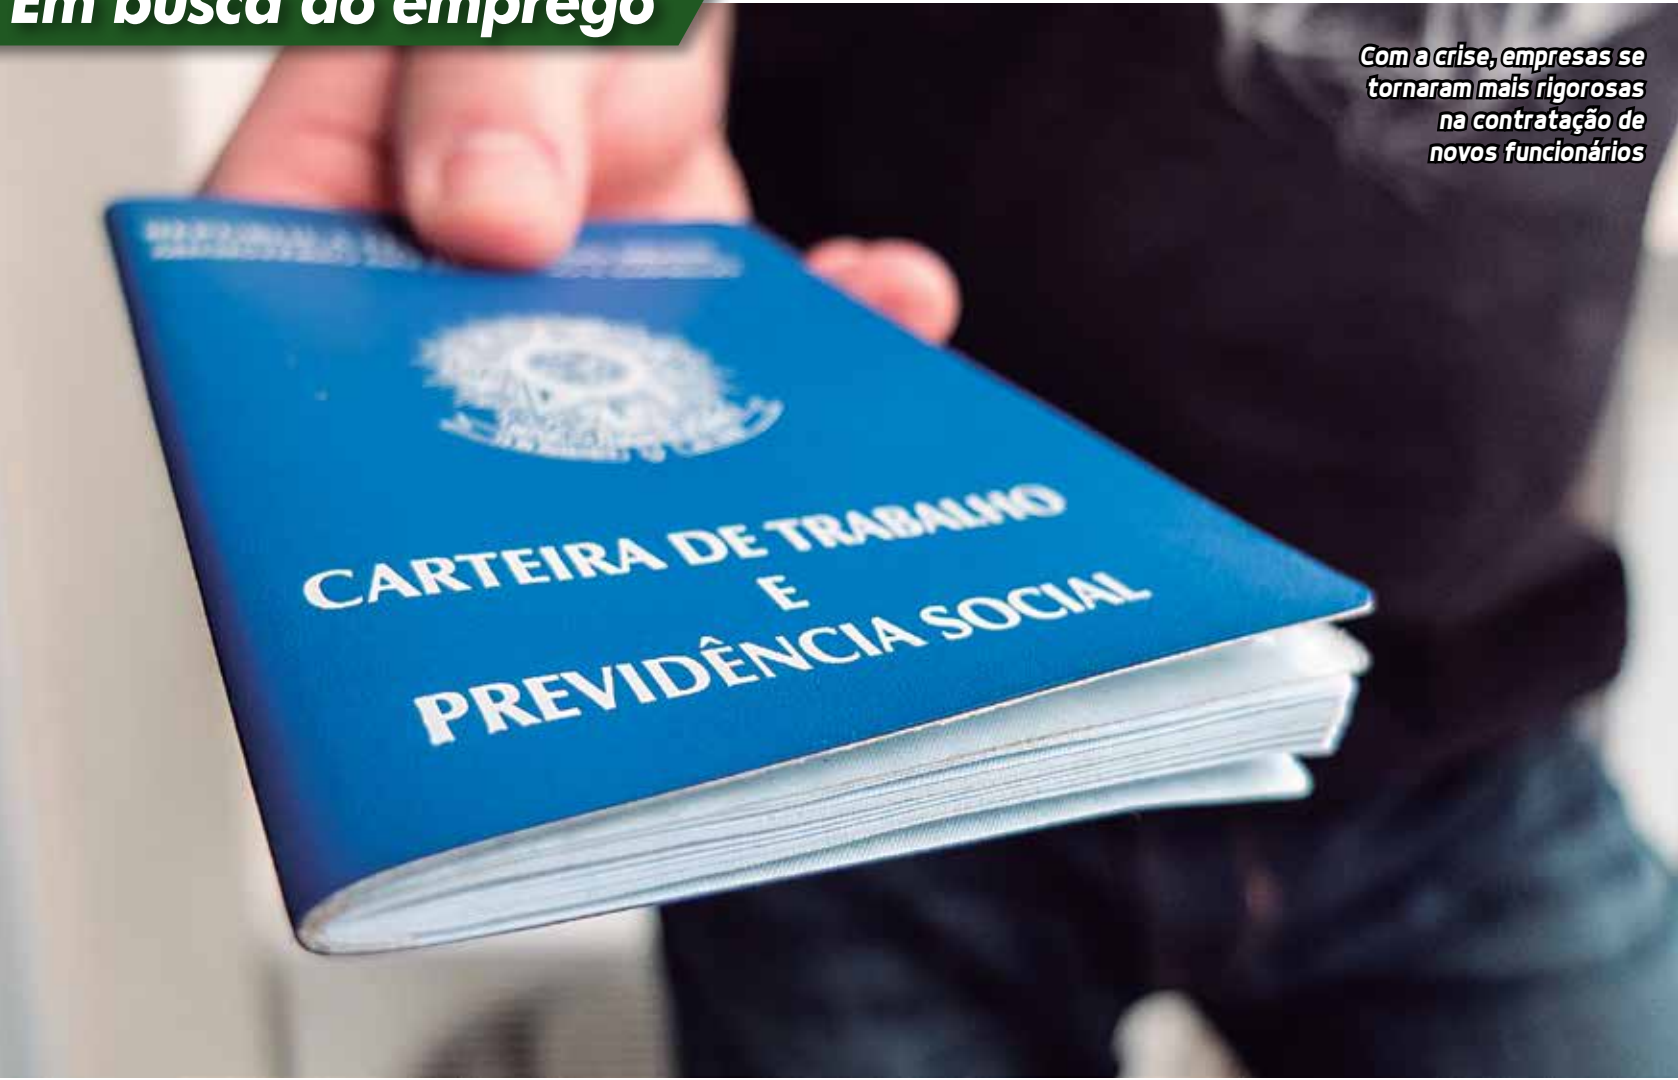 Em busca do emprego
Com a crise, empresas se
tornaram mais rigorosas
na contratação de
novos funcionários
CARTEIRA DE TRABALHO
E
PREVIDÊNCIA SOCIAL